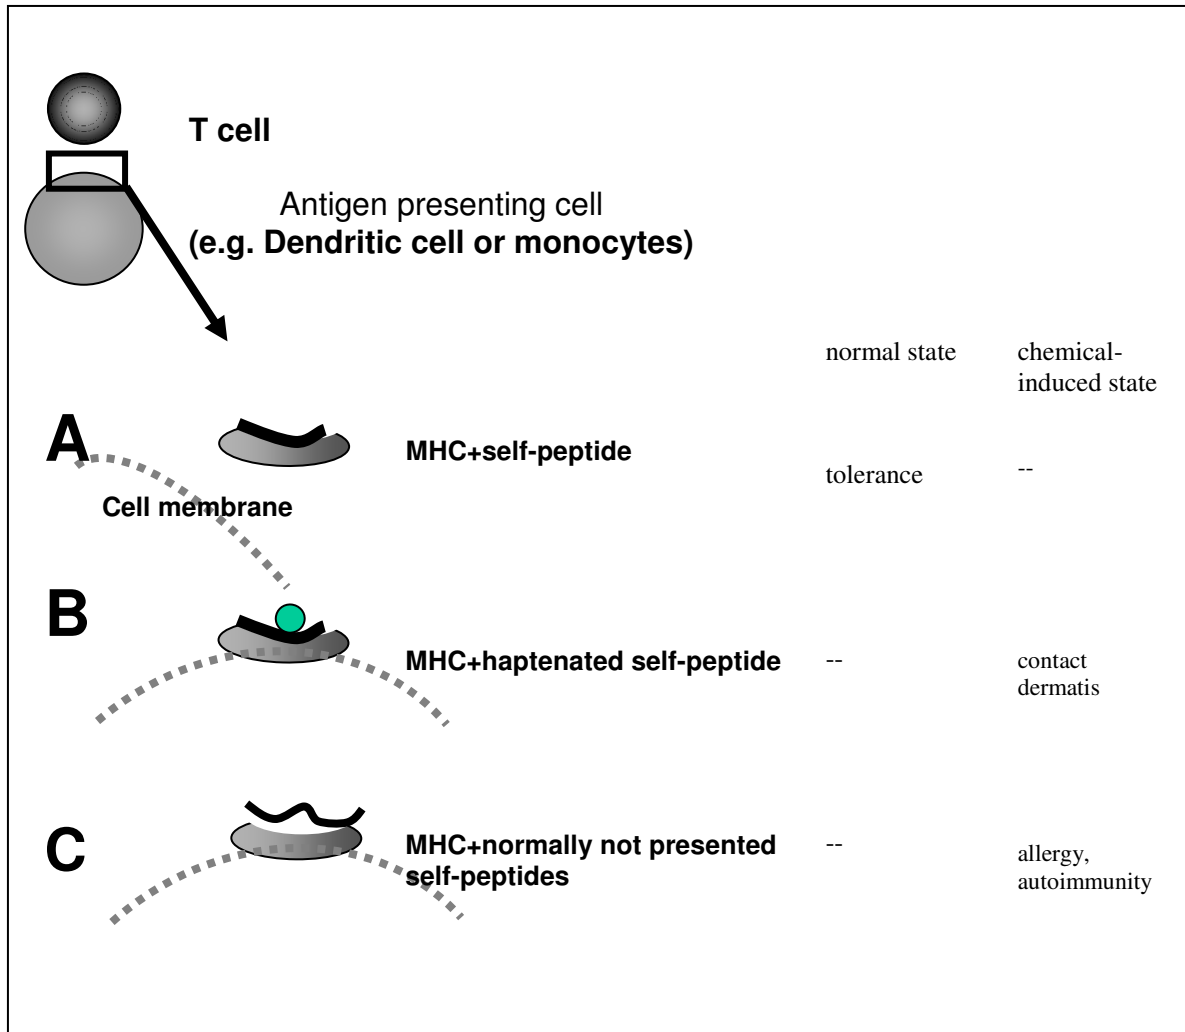 T cell
Antigen presenting cell
(e.g. Dendritic cell or monocytes)
normal state
chemical-
induced state
A
MHC+self-peptide
tolerance
--
Cell membrane
B
MHC+haptenated self-peptide
--
contact
dermatis
C
MHC+normally not presented
self-peptides
--
allergy,
autoimmunity